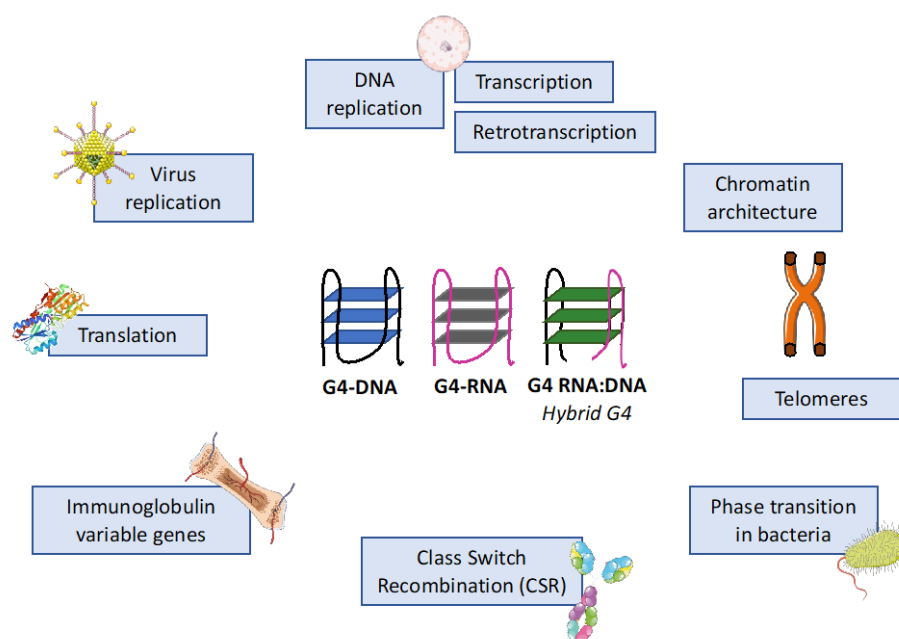 DNA
replication
Transcription
Retrotranscription
Virus
replication
Chromatin
architecture
Translation
G4-DNA
G4-RNA
G4 RNA:DNA
Hybrid G4
Telomeres
Immunoglobulin
variable genes
Class Switch
Recombination (CSR)
Phase transition
in bacteria